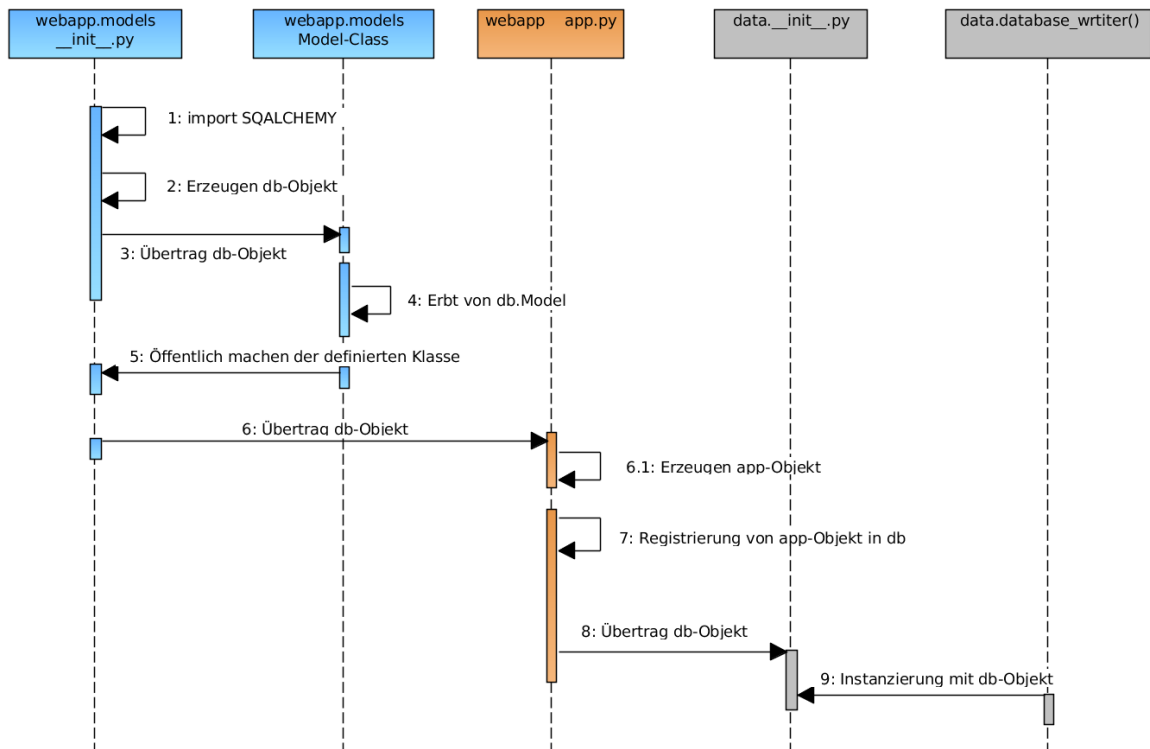 webapp.models
__init__.py
webapp.models
Model-Class
webapp app.py
data.__init__.py
data.database_wrtiter()
1: import SQALCHEMY
2: Erzeugen db-Objekt
3: Übertrag db-Objekt
4: Erbt von db.Model
5: Öffentlich machen der definierten Klasse
6: Übertrag db-Objekt
6.1: Erzeugen app-Objekt
7: Registrierung von app-Objekt in db
8: Übertrag db-Objekt
9: Instanzierung mit db-Objekt